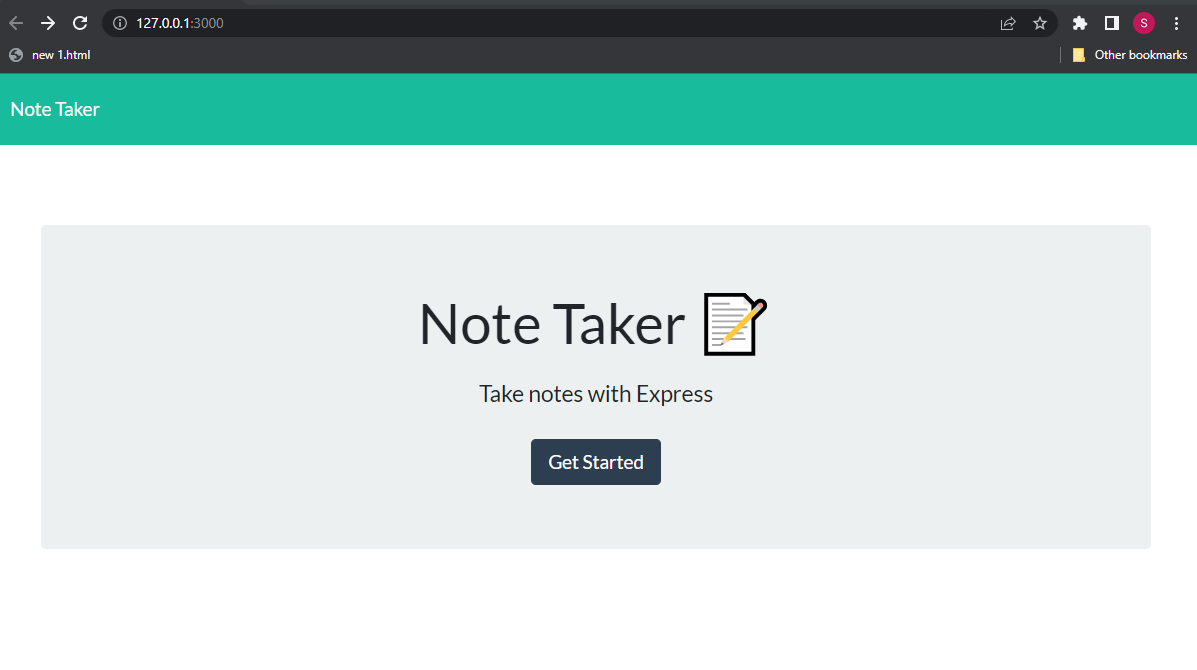 127.0.0.1:3000
S
new 1.html
Other bookmarks
Note Taker
Note Taker 📝
Take notes with Express
Get Started